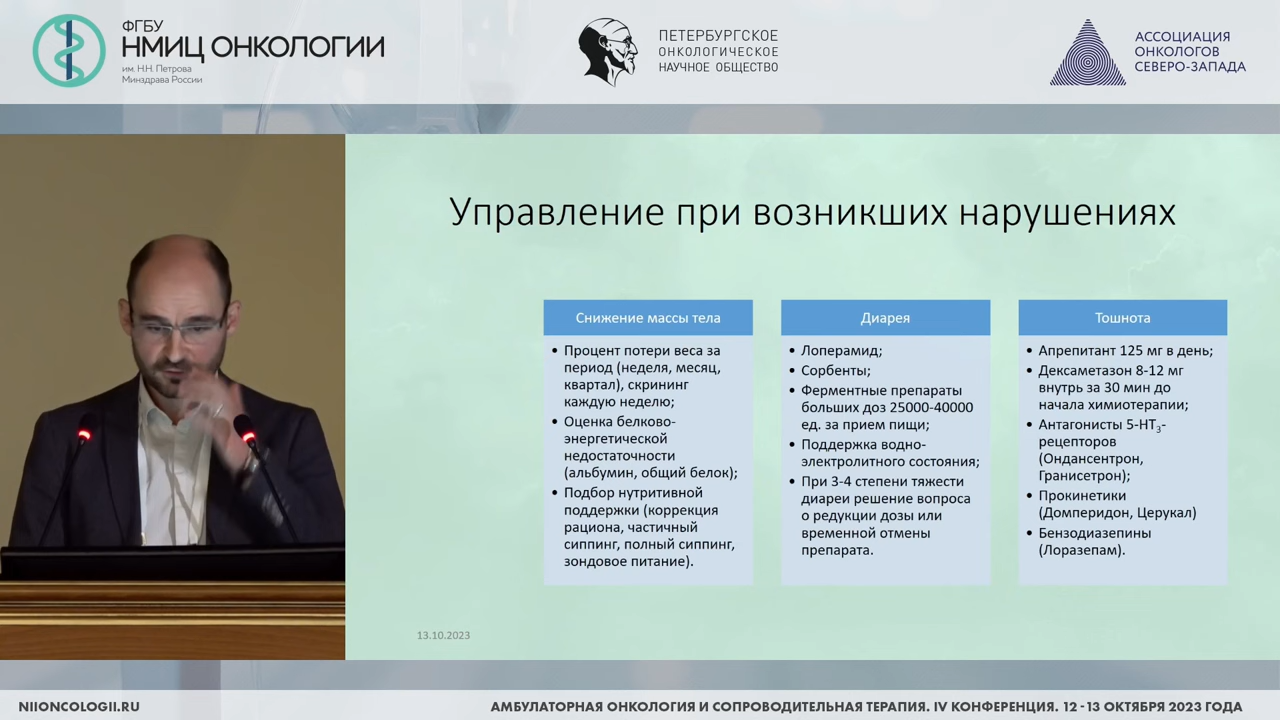 ФГБУ
НМИЦ ОНКОЛОГИИ
им. Н.Н. Петрова
Минздрава России
ПЕТЕРБУРГСКОЕ
ОНКОЛОГИЧЕСКОЕ
НАУЧНОЕ ОБЩЕСТВО
АССОЦИАЦИЯ
ОНКОЛОГОВ
СЕВЕРО-ЗАПАДА
Управление при возникших нарушениях
Снижение массы тела
• Процент потери веса за
период (неделя, месяц,
квартал), скрининг
каждую неделю;
• Оценка белково-
энергетической
недостаточности
(альбумин, общий белок);
• Подбор нутритивной
поддержки (коррекция
рациона, частичный
сиппинг, полный сиппинг,
зондовое питание).
Диарея
• Лоперамид;
• Сорбенты;
• Ферментные препараты
больших доз 25000-40000
ед. за прием пищи;
• Поддержка водно-
электролитного состояния;
• При 3-4 степени тяжести
диареи решение вопроса
о редукции дозы или
временной отмены
препарата.
Тошнота
• Апрепитант 125 мг в день;
• Дексаметазон 8-12 мг
внутрь за 30 мин до
начала химиотерапии;
• Антагонисты 5-НТ₃-
рецепторов
(Ондансентрон,
Гранисетрон);
• Прокинетики
(Домперидон, Церукал)
• Бензодиазепины
(Лоразепам).
13.10.2023
NIIONCOLOGII.RU
АМБУЛАТОРНАЯ ОНКОЛОГИЯ И СОПРОВОДИТЕЛЬНАЯ ТЕРАПИЯ. IV КОНФЕРЕНЦИЯ. 12-13 ОКТЯБРЯ 2023 ГОДА